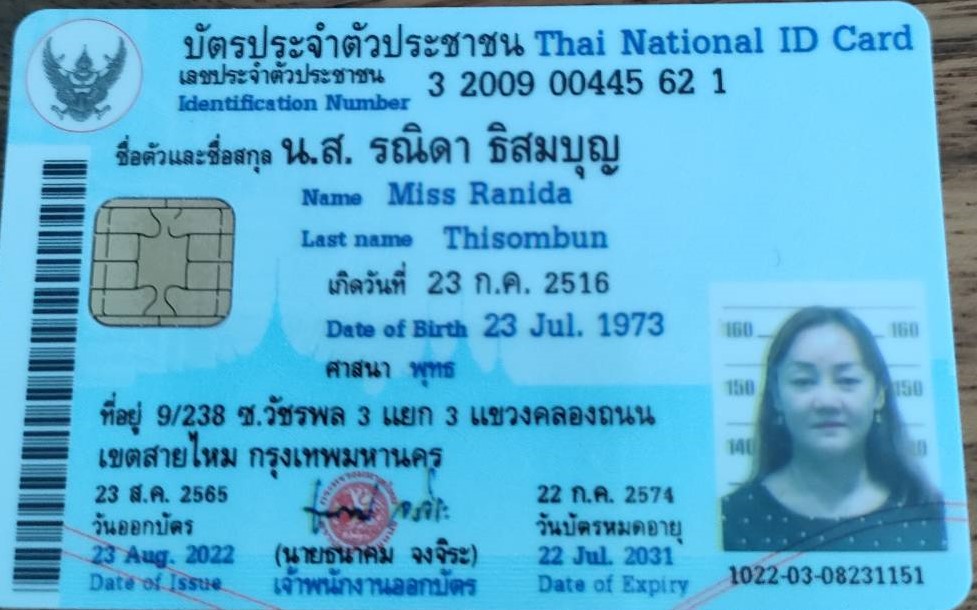 บัตรประจำตัวประชาชน Thai National ID Card
เลขประจำตัวประชาชน 3 2009 00445 62 1
Identification Number
ชื่อตัวและชื่อสกุล น.ส. รณิดา ธิสมบุญ
Name Miss Ranida
Last name Thisombun
เกิดวันที่ 23 ก.ค. 2516
Date of Birth 23 Jul. 1973
ศาสนา พุทธ
ที่อยู่ 9/238 ซ.วัชรพล 3 แยก 3 แขวงคลองถนน
เขตสายไหม กรุงเทพมหานคร
23 ส.ค. 2565
วันออกบัตร
23 Aug. 2022
Date of Issue
(นายธนาคม จงจิระ)
เจ้าพนักงานออกบัตร
22 ก.ค. 2574
วันบัตรหมดอายุ
22 Jul. 2031
Date of Expiry
160 160
150 150
140
1022-03-08231151